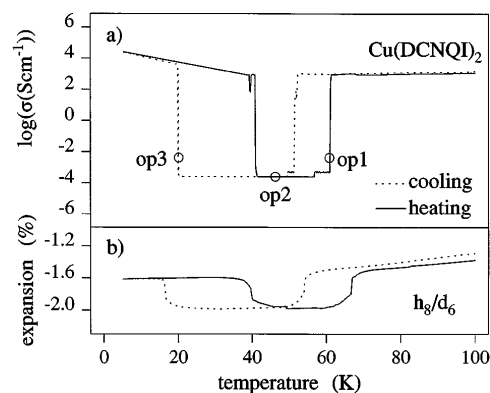 a)
Cu(DCNQI)₂
log(σ(Scm⁻¹))
6
4
2
0
-2
-4
-6
op3
op2
op1
cooling
heating
b)
h₈/d₆
expansion (%)
-1.2
-1.6
-2.0
0
20
40
60
80
100
temperature (K)